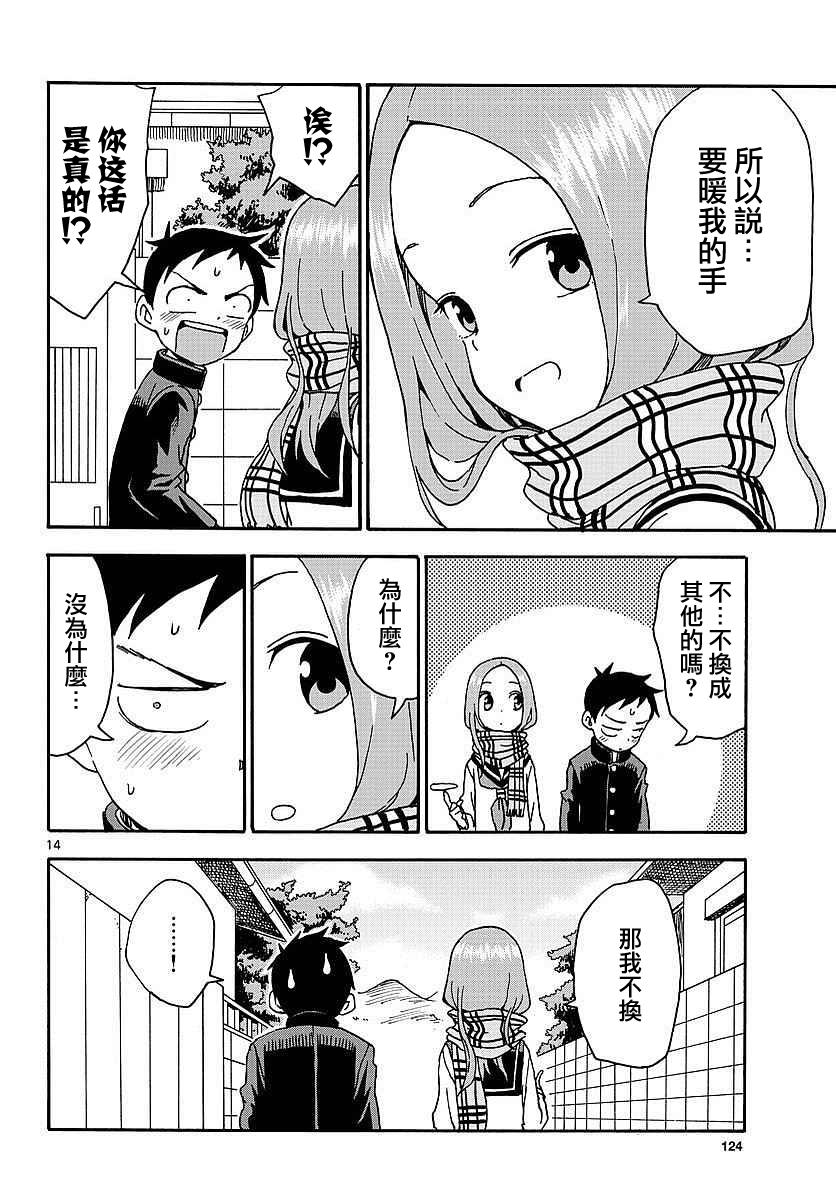 所以說…
要暖我的手
诶!?
你这话
是真的!?
不…不換成
其他的嗎?
為什麼?
沒為什麼…
14
那我不換
……
124